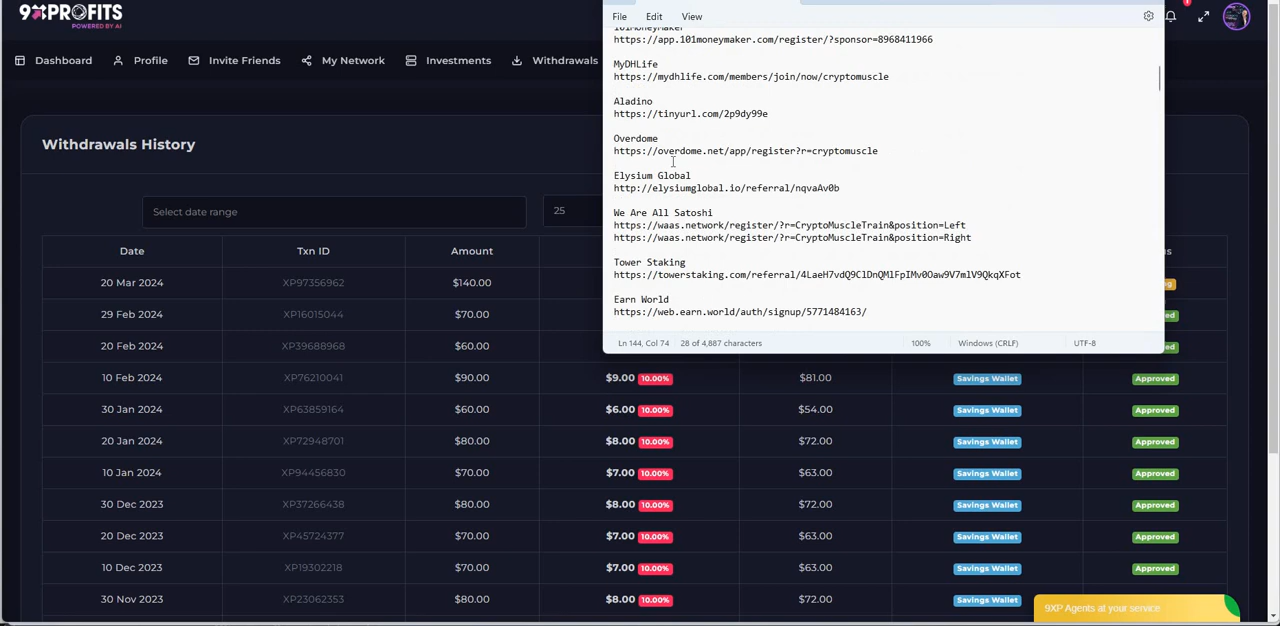 9XPROFITS
POWERED BY AI
Dashboard Profile Invite Friends My Network Investments Withdrawals
Withdrawals History
Select date range
25
Date Txn ID Amount
20 Mar 2024 XP97356962 $140.00
29 Feb 2024 XP16015044 $70.00
20 Feb 2024 XP39688968 $60.00
10 Feb 2024 XP76210041 $90.00 $9.00 10.00% $81.00 Savings Wallet Approved
30 Jan 2024 XP63859164 $60.00 $6.00 10.00% $54.00 Savings Wallet Approved
20 Jan 2024 XP72948701 $80.00 $8.00 10.00% $72.00 Savings Wallet Approved
10 Jan 2024 XP94456830 $70.00 $7.00 10.00% $63.00 Savings Wallet Approved
30 Dec 2023 XP37266438 $80.00 $8.00 10.00% $72.00 Savings Wallet Approved
20 Dec 2023 XP45724377 $70.00 $7.00 10.00% $63.00 Savings Wallet Approved
10 Dec 2023 XP19302218 $70.00 $7.00 10.00% $63.00 Savings Wallet Approved
30 Nov 2023 XP23062353 $80.00 $8.00 10.00% $72.00 Savings Wallet Approved
File Edit View
101MoneyMaker
https://app.101moneymaker.com/register/?sponsor=8968411966
MyDHLife
https://mydhlife.com/members/join/now/cryptomuscle
Aladino
https://tinyurl.com/2p9dy99e
Overdome
https://overdome.net/app/register?r=cryptomuscle
Elysium Global
http://elysiumglobal.io/referral/nqvaAv0b
We Are All Satoshi
https://waas.network/register/?r=CryptoMuscleTrain&position=Left
https://waas.network/register/?r=CryptoMuscleTrain&position=Right
Tower Staking
https://towerstaking.com/referral/4LaeH7vdQ9ClDnQMlFpIMv0Oaw9V7mlV9QkqXFot
Earn World
https://web.earn.world/auth/signup/5771484163/
Ln 144, Col 74 28 of 4,887 characters 100% Windows (CRLF) UTF-8
9XP Agents at your service